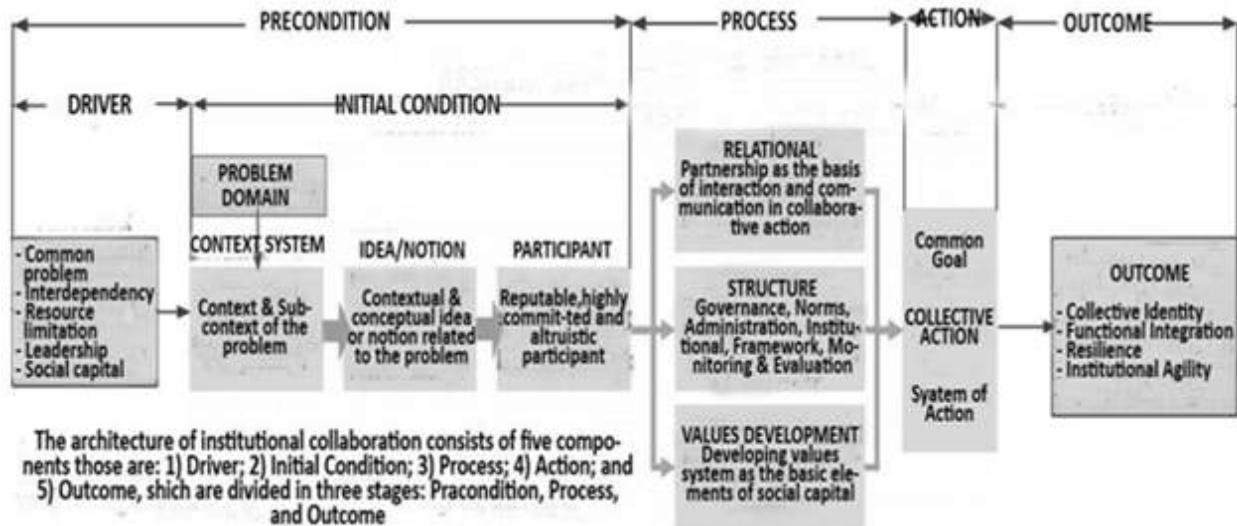 PRECONDITION
PROCESS
ACTION
OUTCOME
DRIVER
INITIAL CONDITION
PROBLEM
DOMAIN
CONTEXT SYSTEM
IDEA/NOTION
PARTICIPANT
- Common
problem
- Interdependency
- Resource
limitation
- Leadership
- Social capital
Context & Sub-
context of the
problem
Contextual &
conceptual idea
or notion related
to the problem
Reputable,highly
commit-ted and
altruistic
participant
RELATIONAL
Partnership as the basis
of interaction and com-
munication in collabora-
tive action
STRUCTURE
Governance, Norms,
Administration, Institu-
tional, Framework, Mo-
nitoring & Evaluation
VALUES DEVELOPMENT
Developing values
system as the basic ele-
ments of social capital
Common
Goal
COLLECTIVE
ACTION
Syatem of
Action
OUTCOME
- Collective Identity
- Functional Integration
- Resilience
- Institutional Agility
The architecture of institutional collaboration consists of five compo-
nents those are: 1) Driver; 2) Initial Condition; 3) Process; 4) Action; and
5) Outcome, shich are divided in three stages: Pracondition, Process,
and Outcome